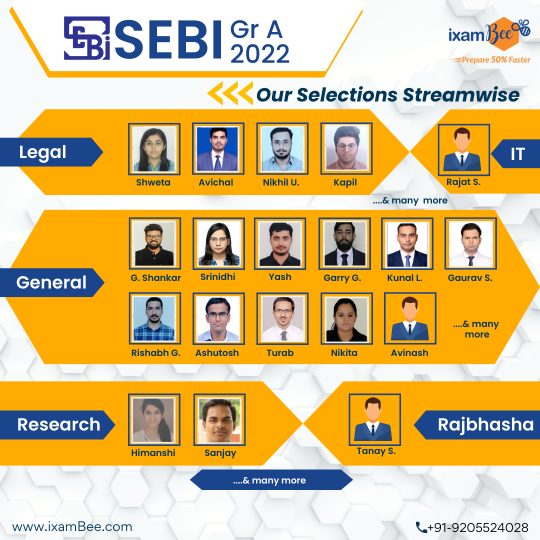 SEBI
SEBI Gr A
2022
ixamBee
Prepare 50% Faster
Our Selections Streamwise
Legal
Shweta
Avichal
Nikhil U.
Kapil
Rajat S.
IT
....& many more
General
G. Shankar
Srinidhi
Yash
Garry G.
Kunal L.
Gaurav S.
Rishabh G.
Ashutosh
Turab
Nikita
Avinash
....& many
more
Research
Himanshi
Sanjay
Tanay S.
Rajbhasha
....& many more
www.ixamBee.com
+91-9205524028